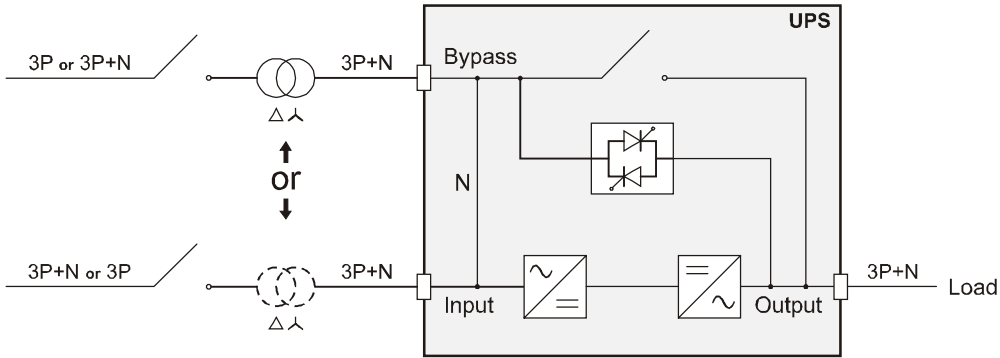 UPS
3P or 3P+N
3P+N
Bypass
or
N
3P+N or 3P
3P+N
Input
Output
3P+N
Load